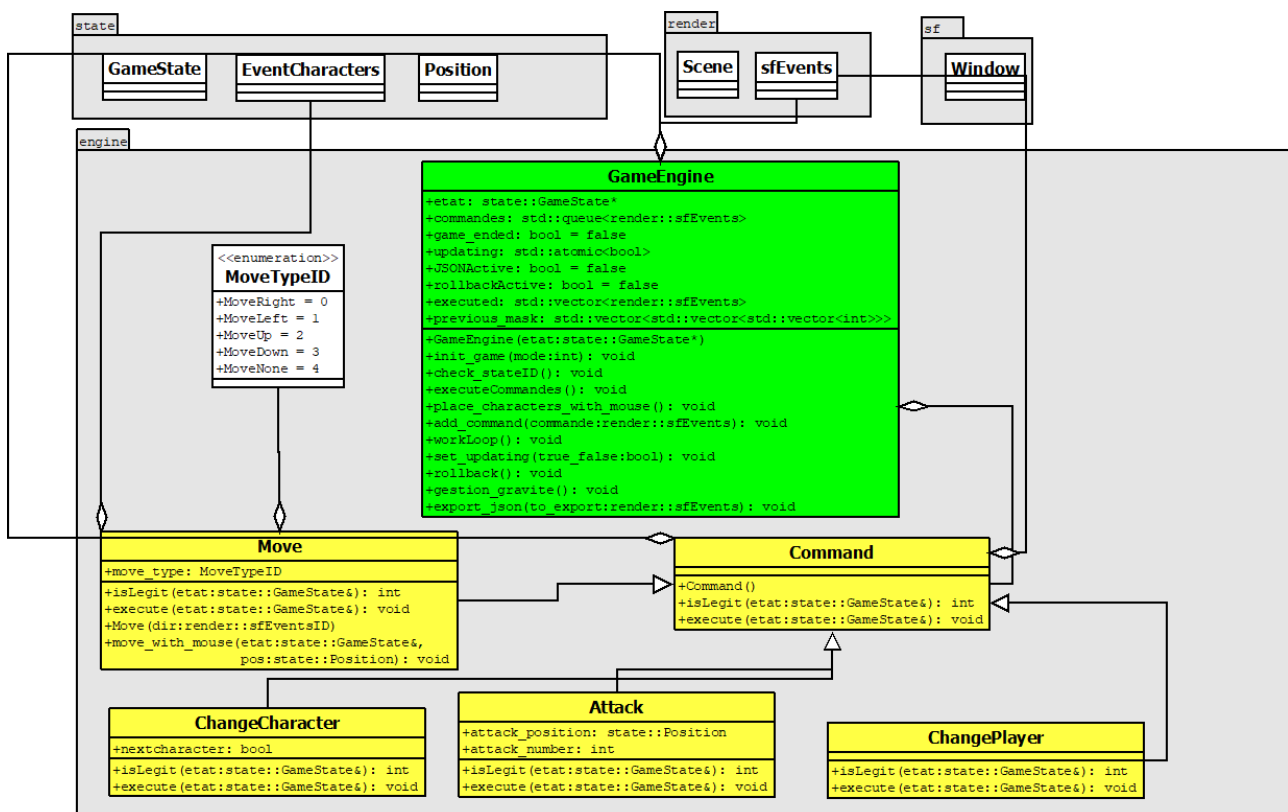 state
GameState
EventCharacters
Position
render
Scene
sfEvents
sf
Window
engine
GameEngine
+etat: state::GameState*
+commandes: std::queue<render::sfEvents>
+game_ended: bool = false
+updating: std::atomic<bool>
+JSONActive: bool = false
+rollbackActive: bool = false
+executed: std::vector<render::sfEvents>
+previous_mask: std::vector<std::vector<std::vector<int>>>
+GameEngine(etat:state::GameState*)
+init_game(mode:int): void
+check_stateID(): void
+executeCommandes(): void
+place_characters_with_mouse(): void
+add_command(commande:render::sfEvents): void
+workLoop(): void
+set_updating(true_false:bool): void
+rollback(): void
+gestion_gravite(): void
+export_json(to_export:render::sfEvents): void
<<enumeration>>
MoveTypeID
+MoveRight = 0
+MoveLeft = 1
+MoveUp = 2
+MoveDown = 3
+MoveNone = 4
Move
+move_type: MoveTypeID
+isLegit(etat:state::GameState&): int
+execute(etat:state::GameState&): void
+Move(dir:render::sfEventsID)
+move_with_mouse(etat:state::GameState&,
pos:state::Position): void
Command
+Command()
+isLegit(etat:state::GameState&): int
+execute(etat:state::GameState&): void
ChangeCharacter
+nextcharacter: bool
+isLegit(etat:state::GameState&): int
+execute(etat:state::GameState&): void
Attack
+attack_position: state::Position
+attack_number: int
+isLegit(etat:state::GameState&): int
+execute(etat:state::GameState&): void
ChangePlayer
+isLegit(etat:state::GameState&): int
+execute(etat:state::GameState&): void